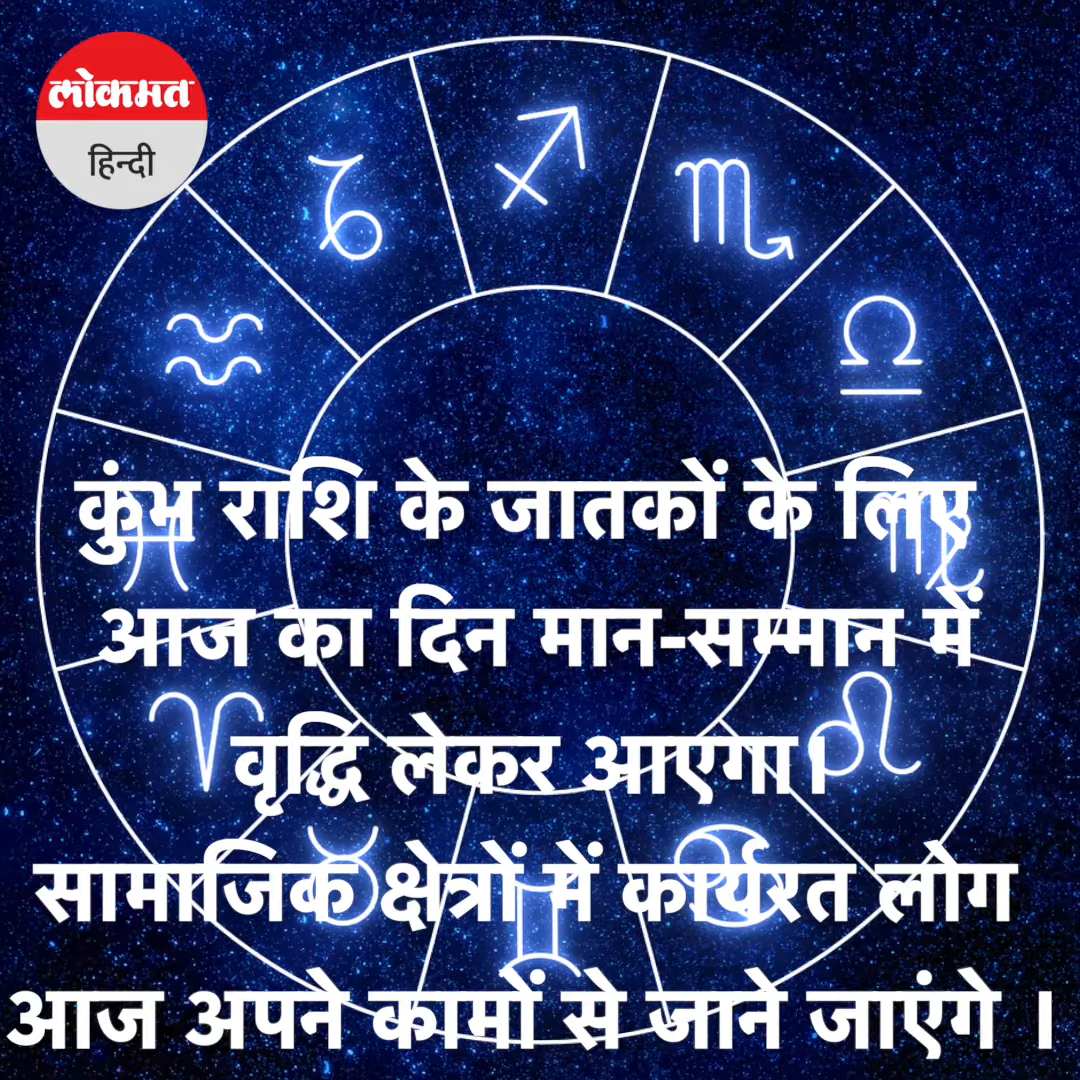 लोकमत
हिन्दी
कुंभ राशि के जातकों के लिए
आज का दिन मान-सम्मान में
वृद्धि लेकर आएगा।
सामाजिक क्षेत्रों में कार्यरत लोग
आज अपने कामों से जाने जाएंगे ।